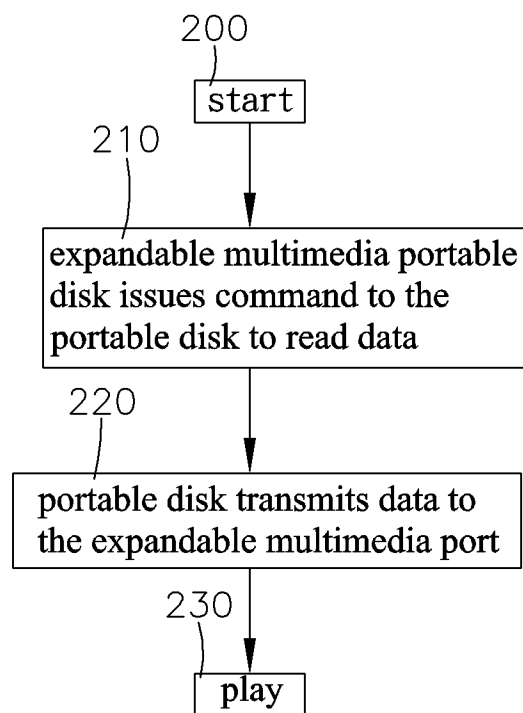 200
start
210
expandable multimedia portable
disk issues command to the
portable disk to read data
220
portable disk transmits data to
the expandable multimedia port
230
play